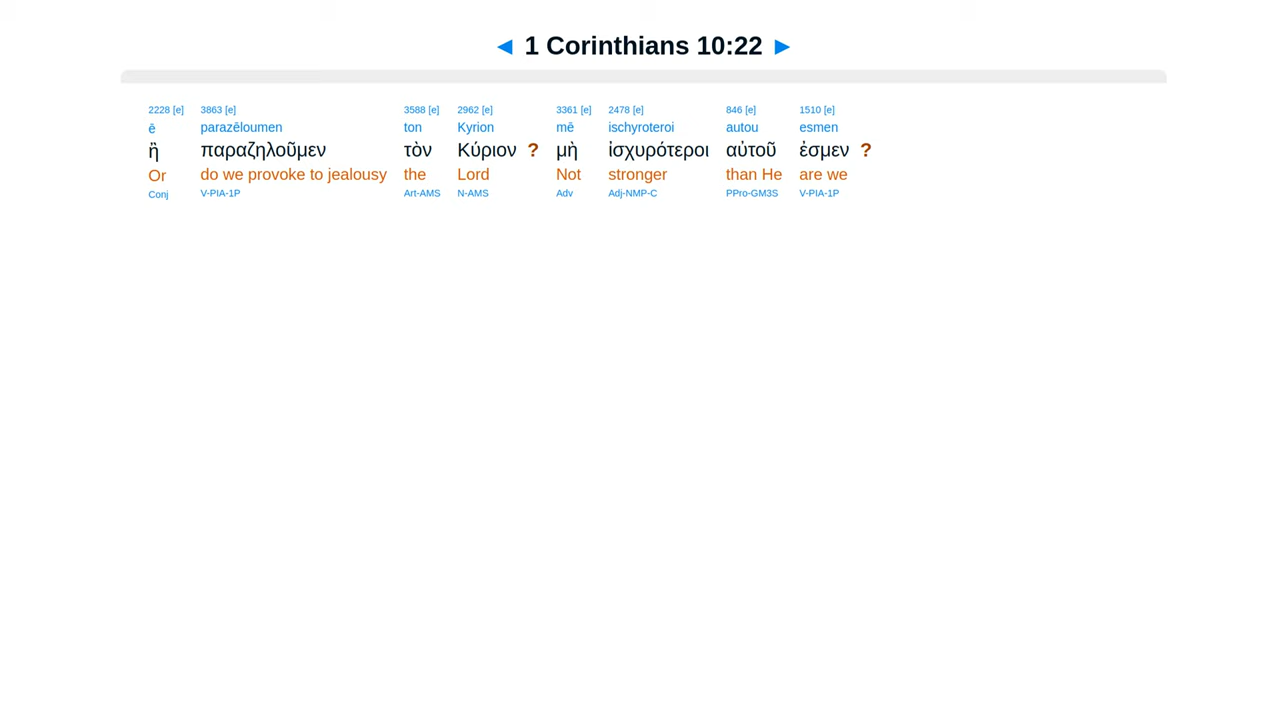 ◄ 1 Corinthians 10:22 ►
2228 [e] 3863 [e] 3588 [e] 2962 [e] 3361 [e] 2478 [e] 846 [e] 1510 [e]
ē parazēloumen ton Kyrion mē ischyroteroi autou esmen
ἢ παραζηλοῦμεν τὸν Κύριον ? μὴ ἰσχυρότεροι αὐτοῦ ἐσμεν ?
Or do we provoke to jealousy the Lord Not stronger than He are we
Conj V-PIA-1P Art-AMS N-AMS Adv Adj-NMP-C PPro-GM3S V-PIA-1P